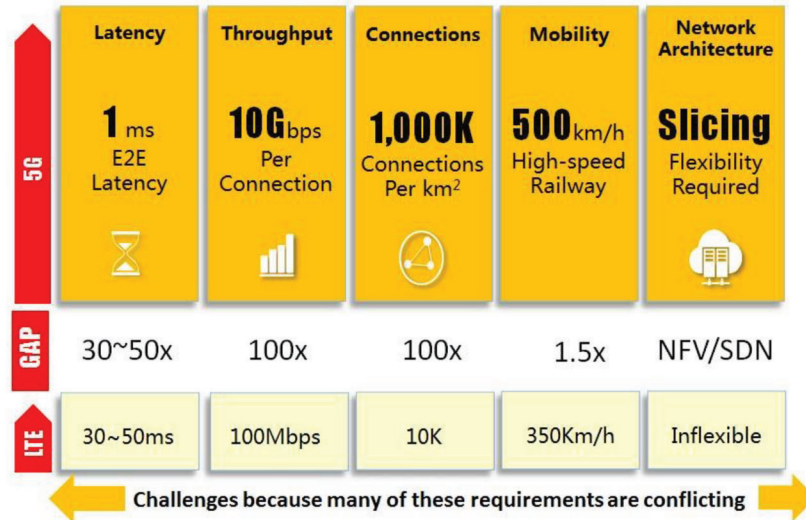 Latency
1 ms
E2E
Latency
Throughput
10Gbps
Per
Connection
Connections
1,000K
Connections
Per km²
Mobility
500km/h
High-speed
Railway
Network
Architecture
Slicing
Flexibility
Required
5G
GAP
30~50x
100x
100x
1.5x
NFV/SDN
LTE
30~50ms
100Mbps
10K
350Km/h
Inflexible
Challenges because many of these requirements are conflicting